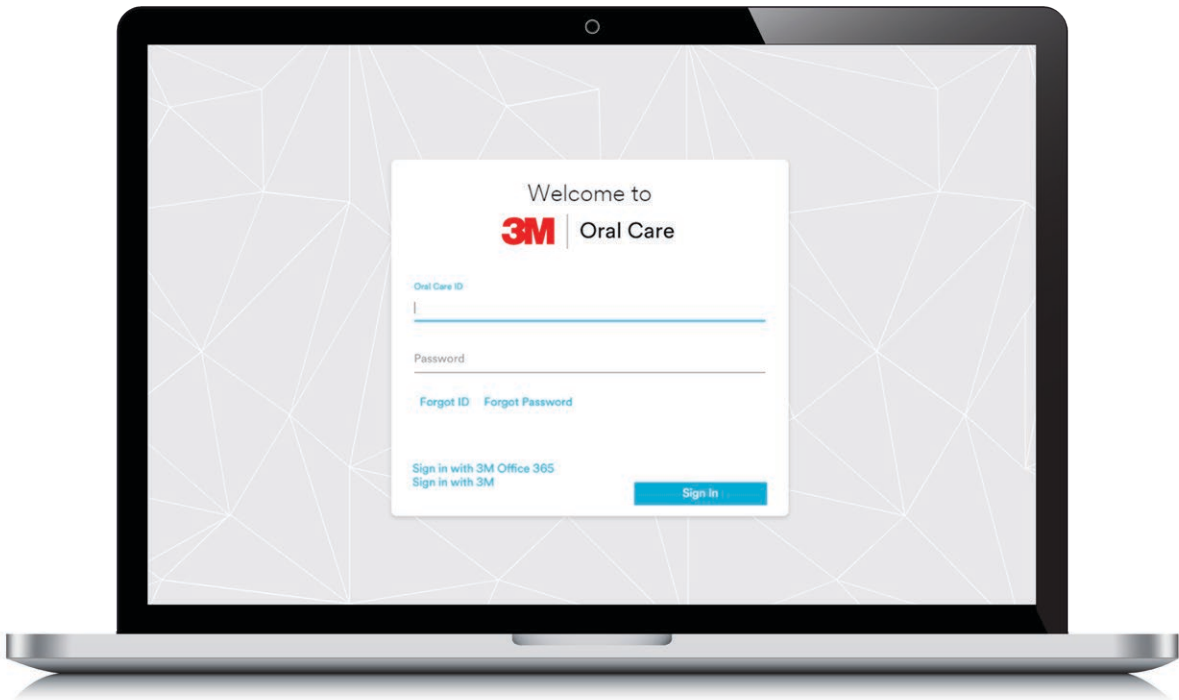 Welcome to
3M Oral Care
Oral Care ID
Password
Forgot ID Forgot Password
Sign in with 3M Office 365
Sign in with 3M
Sign In